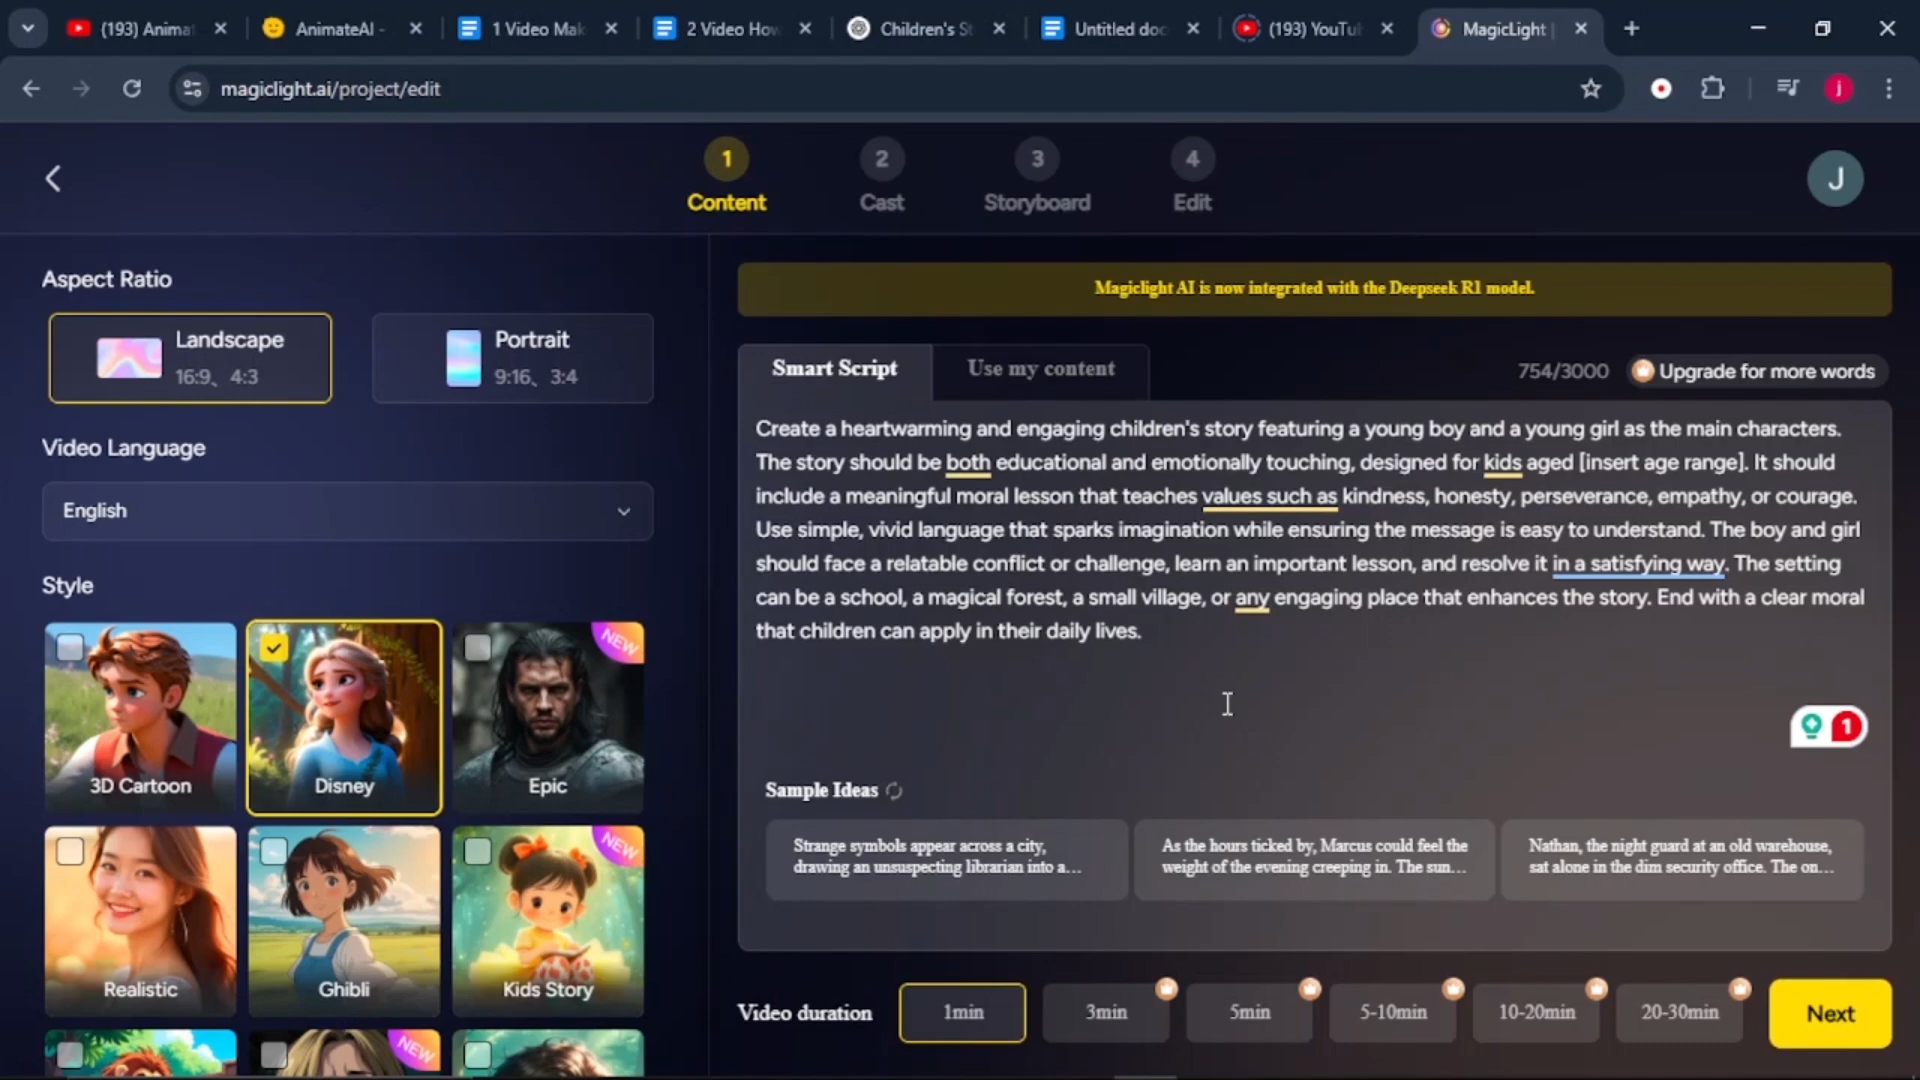 (193) Animat
AnimateAI -
1 Video Mak
2 Video How
Children's St
Untitled doc
(193) YouTu
MagicLight |
magiclight.ai/project/edit
j
1
Content
2
Cast
3
Storyboard
4
Edit
J
Aspect Ratio
Landscape
16:9、4:3
Portrait
9:16、3:4
Video Language
English
Style
3D Cartoon
Disney
NEW
Epic
Realistic
Ghibli
NEW
Kids Story
NEW
Magiclight AI is now integrated with the Deepseek R1 model.
Smart Script
Use my content
754/3000
Upgrade for more words
Create a heartwarming and engaging children's story featuring a young boy and a young girl as the main characters.
The story should be both educational and emotionally touching, designed for kids aged [insert age range]. It should
include a meaningful moral lesson that teaches values such as kindness, honesty, perseverance, empathy, or courage.
Use simple, vivid language that sparks imagination while ensuring the message is easy to understand. The boy and girl
should face a relatable conflict or challenge, learn an important lesson, and resolve it in a satisfying way. The setting
can be a school, a magical forest, a small village, or any engaging place that enhances the story. End with a clear moral
that children can apply in their daily lives.
1
Sample Ideas
Strange symbols appear across a city,
drawing an unsuspecting librarian into a...
As the hours ticked by, Marcus could feel the
weight of the evening creeping in. The sun...
Nathan, the night guard at an old warehouse,
sat alone in the dim security office. The on...
Video duration
1min
3min
5min
5-10min
10-20min
20-30min
Next